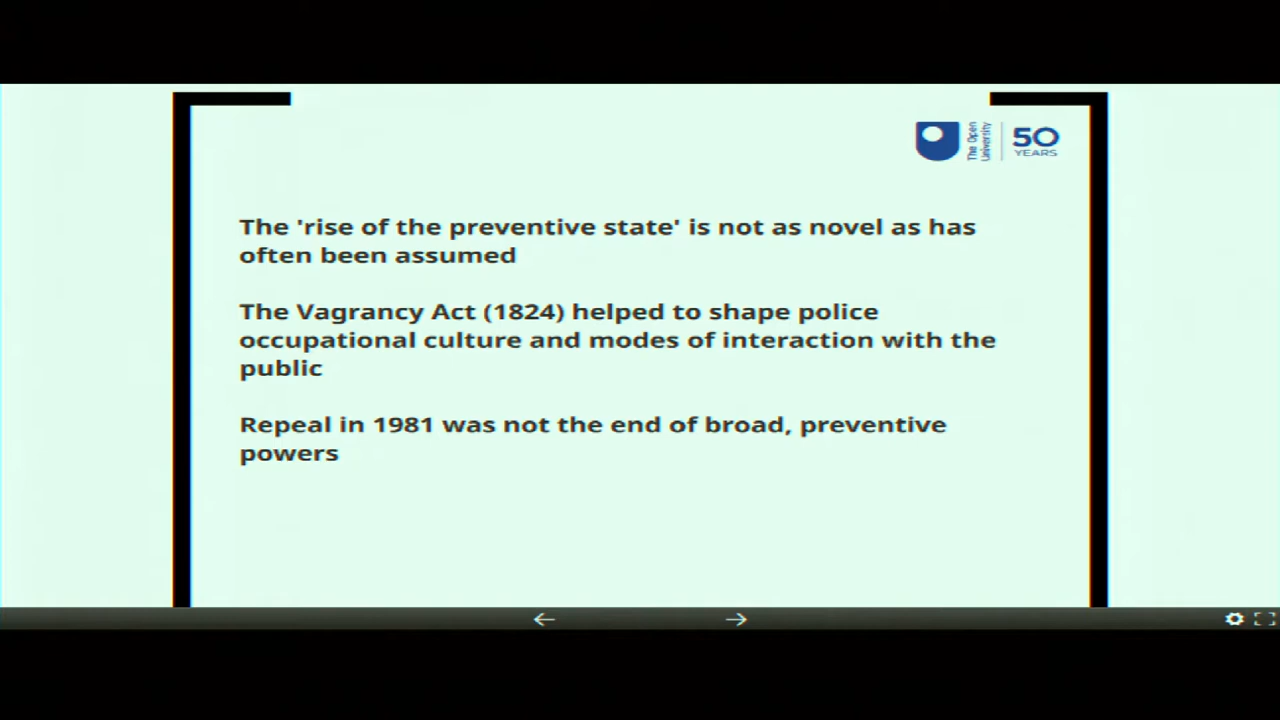 The Open
University
50
YEARS
The 'rise of the preventive state' is not as novel as has
often been assumed
The Vagrancy Act (1824) helped to shape police
occupational culture and modes of interaction with the
public
Repeal in 1981 was not the end of broad, preventive
powers